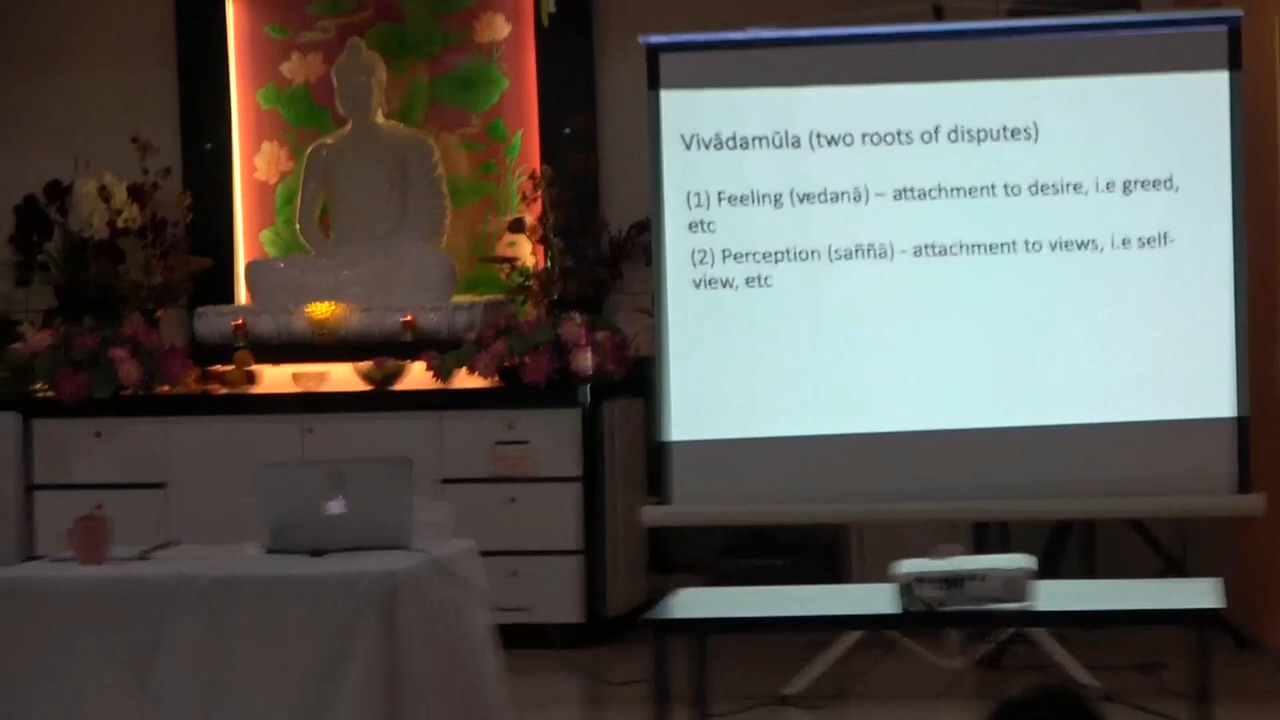 Vivādamūla (two roots of disputes)
(1) Feeling (vedanā) – attachment to desire, i.e greed,
etc
(2) Perception (saññā) - attachment to views, i.e self-
view, etc